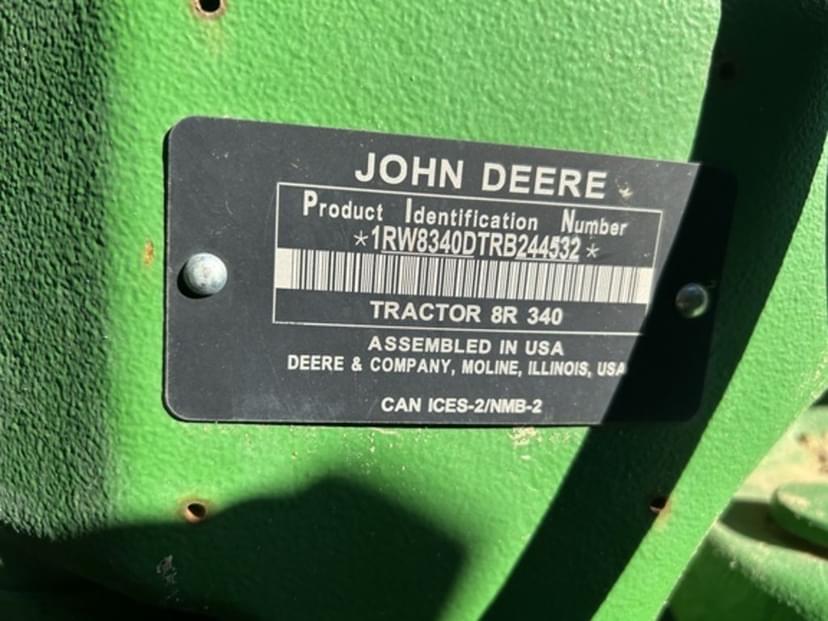 JOHN DEERE
Product Identification Number
*1RW8340DTRB244532*
TRACTOR 8R 340
ASSEMBLED IN USA
DEERE & COMPANY, MOLINE, ILLINOIS, USA
CAN ICES-2/NMB-2